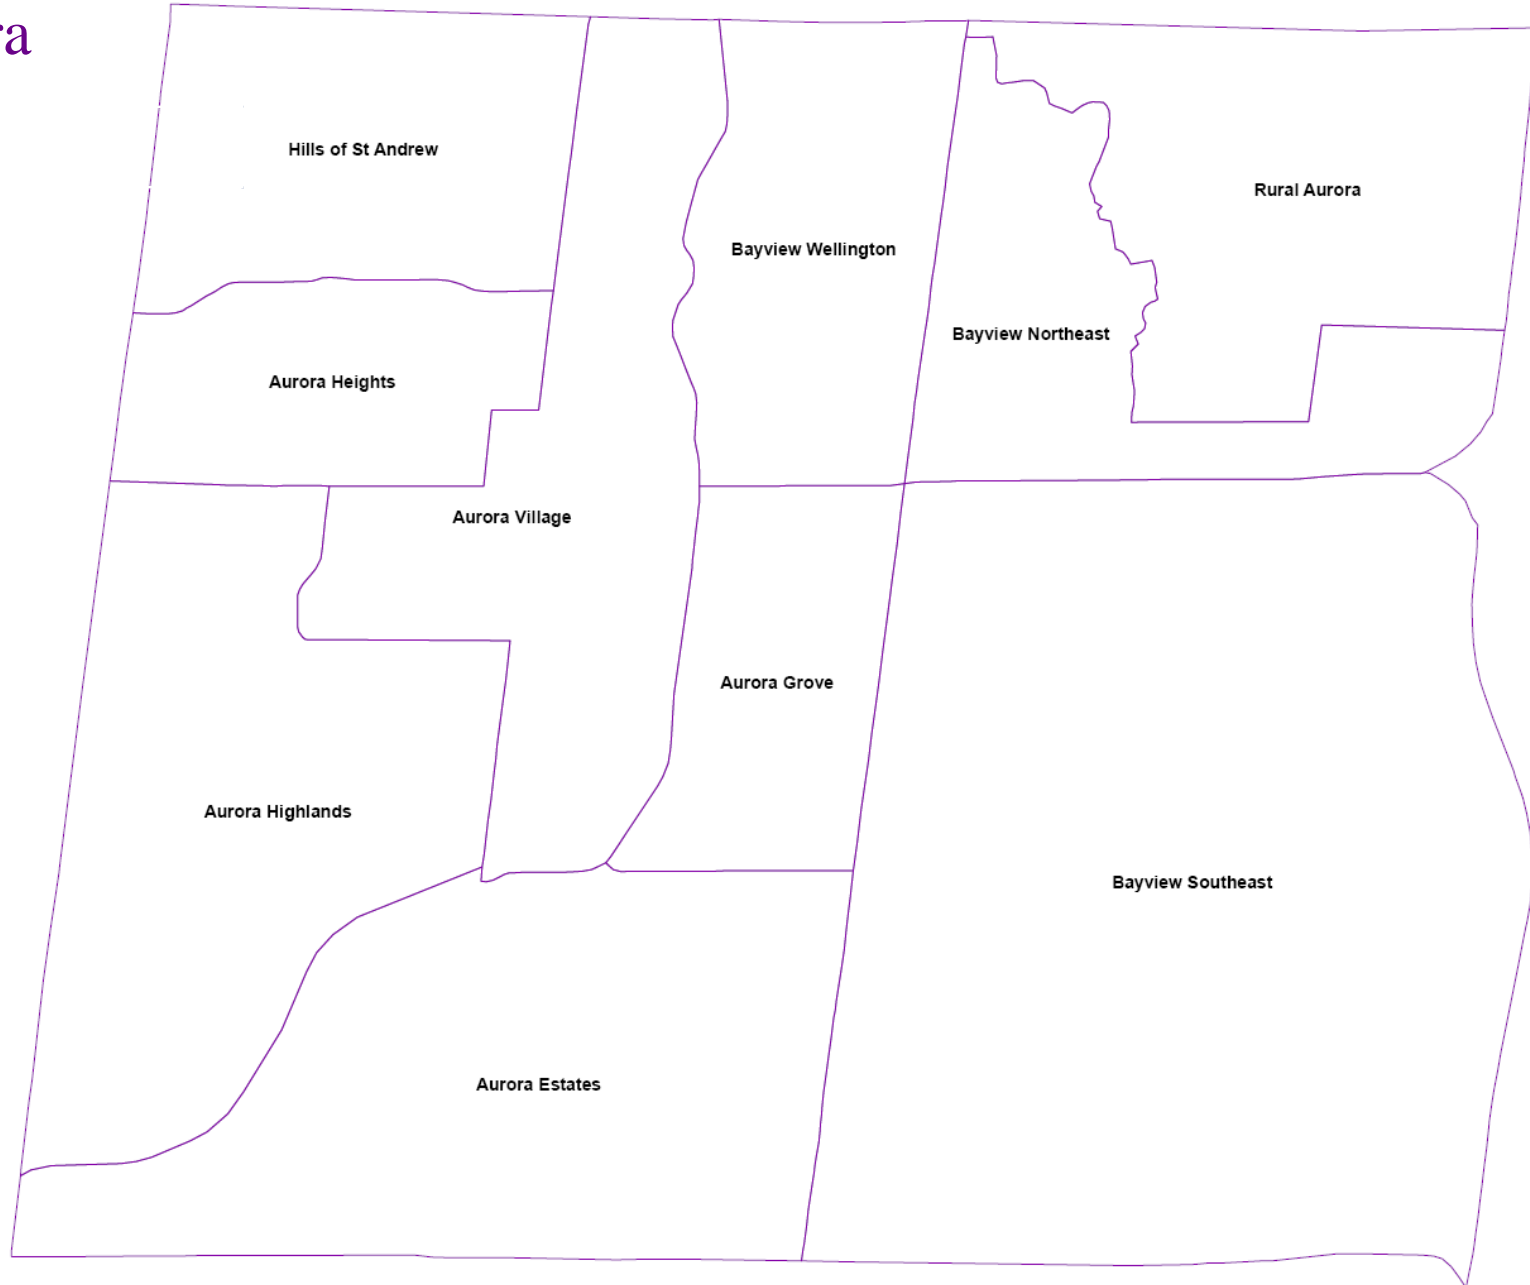 ra
Hills of St Andrew
Rural Aurora
Bayview Wellington
Bayview Northeast
Aurora Heights
Aurora Village
Aurora Grove
Aurora Highlands
Bayview Southeast
Aurora Estates